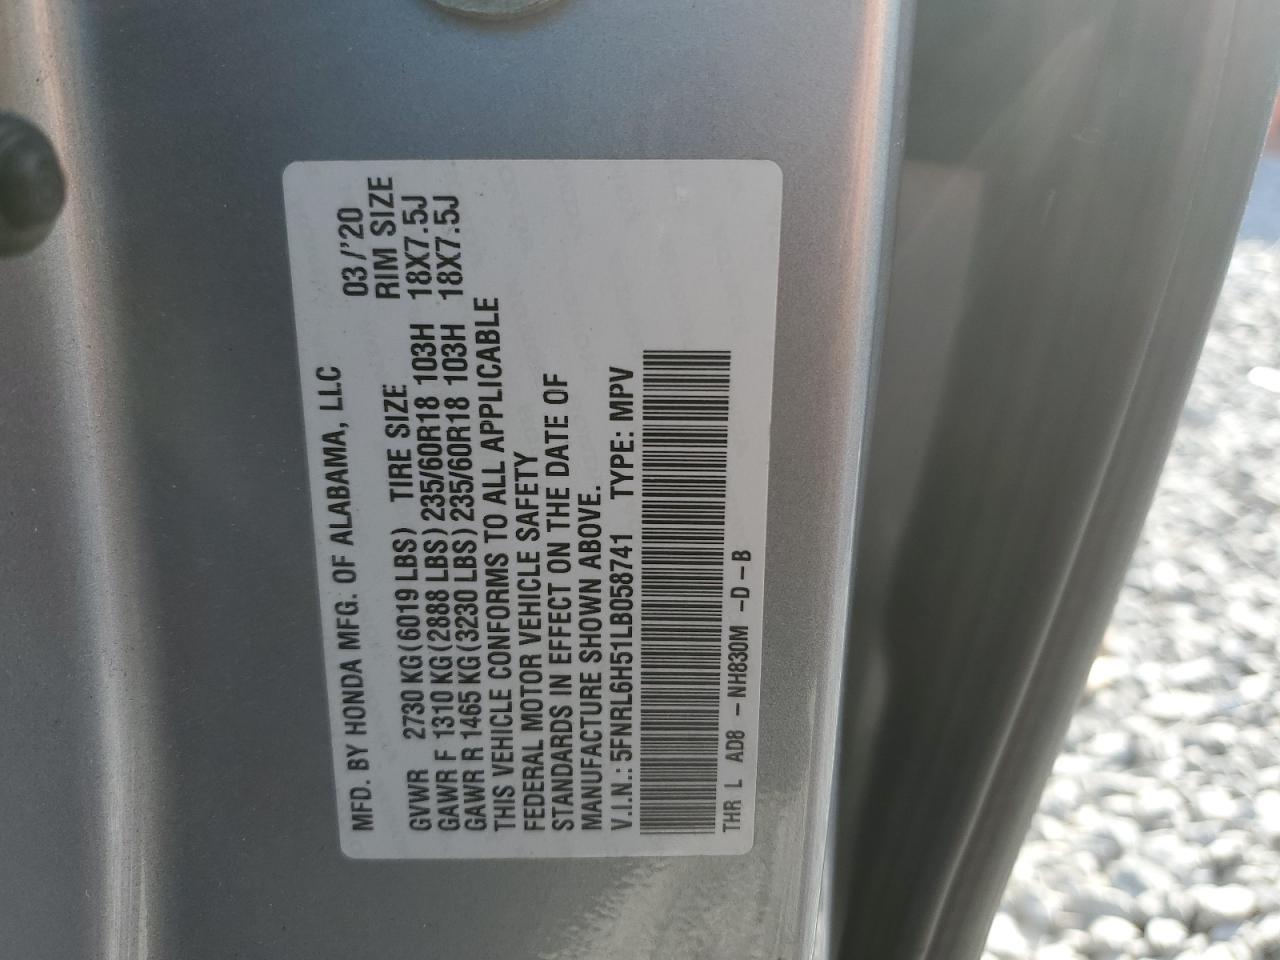 MFD. BY HONDA MFG. OF ALABAMA, LLC 03/'20
GVWR 2730 KG(6019 LBS) TIRE SIZE RIM SIZE
GAWR F 1310 KG(2888 LBS) 235/60R18 103H 18X7.5J
GAWR R 1465 KG(3230 LBS) 235/60R18 103H 18X7.5J
THIS VEHICLE CONFORMS TO ALL APPLICABLE
FEDERAL MOTOR VEHICLE SAFETY
STANDARDS IN EFFECT ON THE DATE OF
MANUFACTURE SHOWN ABOVE.
V.I.N.: 5FNRL6H51LB058741 TYPE: MPV
THR L AD8 -NH830M -D-B